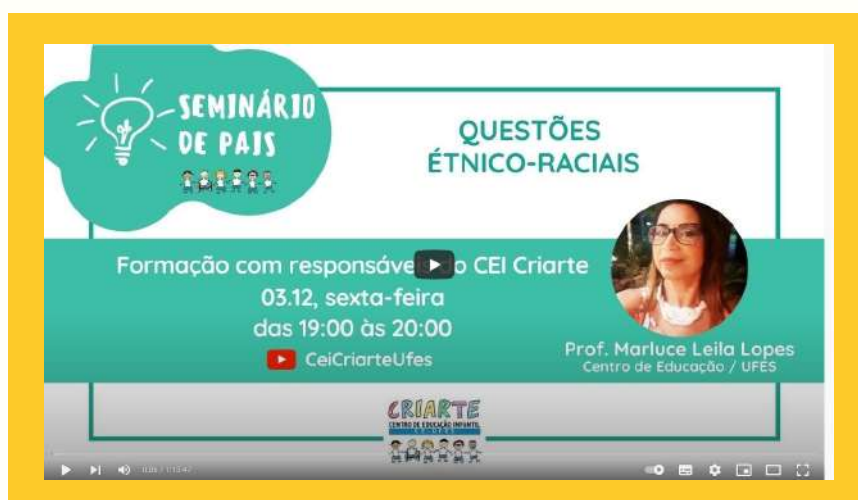 SEMINÁRIO
DE PAIS
QUESTÕES
ÉTNICO-RACIAIS
Formação com responsáve o CEI Criarte
03.12, sexta-feira
das 19:00 às 20:00
CeiCriarteUfes
Prof. Marluce Leila Lopes
Centro de Educação / UFES
CRIARTE
CENTRO DE EDUCAÇÃO INFANTIL